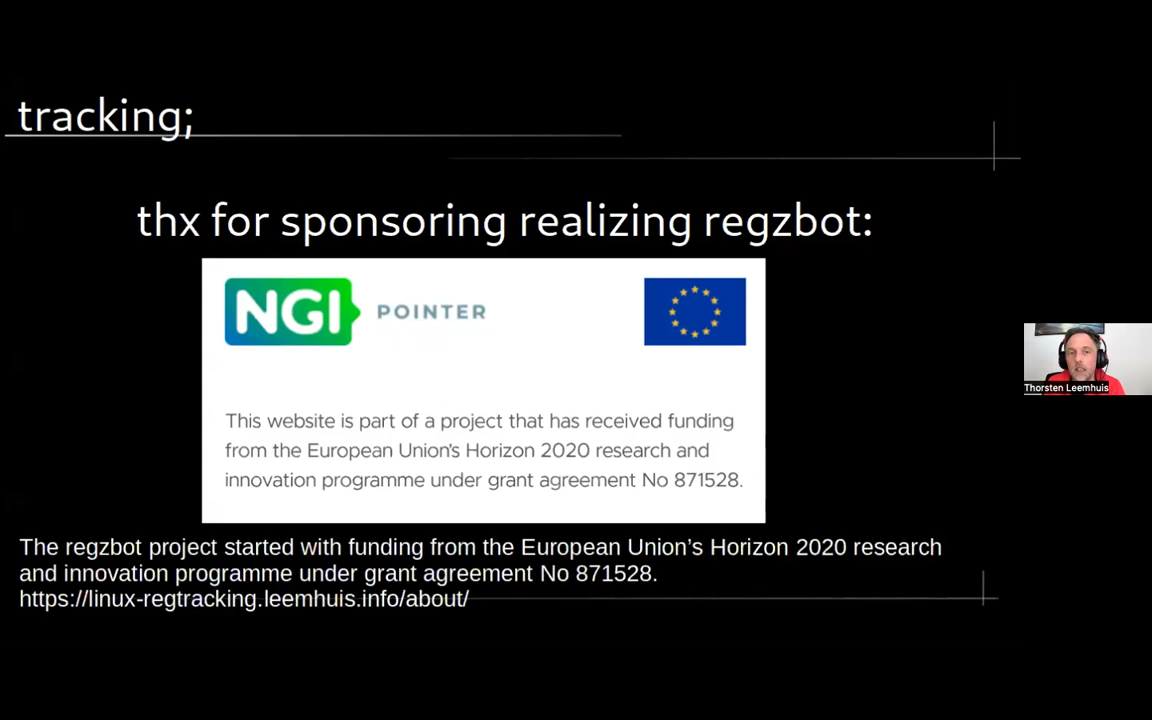 tracking;
thx for sponsoring realizing regzbot:
NGI POINTER
This website is part of a project that has received funding
from the European Union's Horizon 2020 research and
innovation programme under grant agreement No 871528.
Thorsten Leemhuis
The regzbot project started with funding from the European Union’s Horizon 2020 research
and innovation programme under grant agreement No 871528.
https://linux-regtracking.leemhuis.info/about/